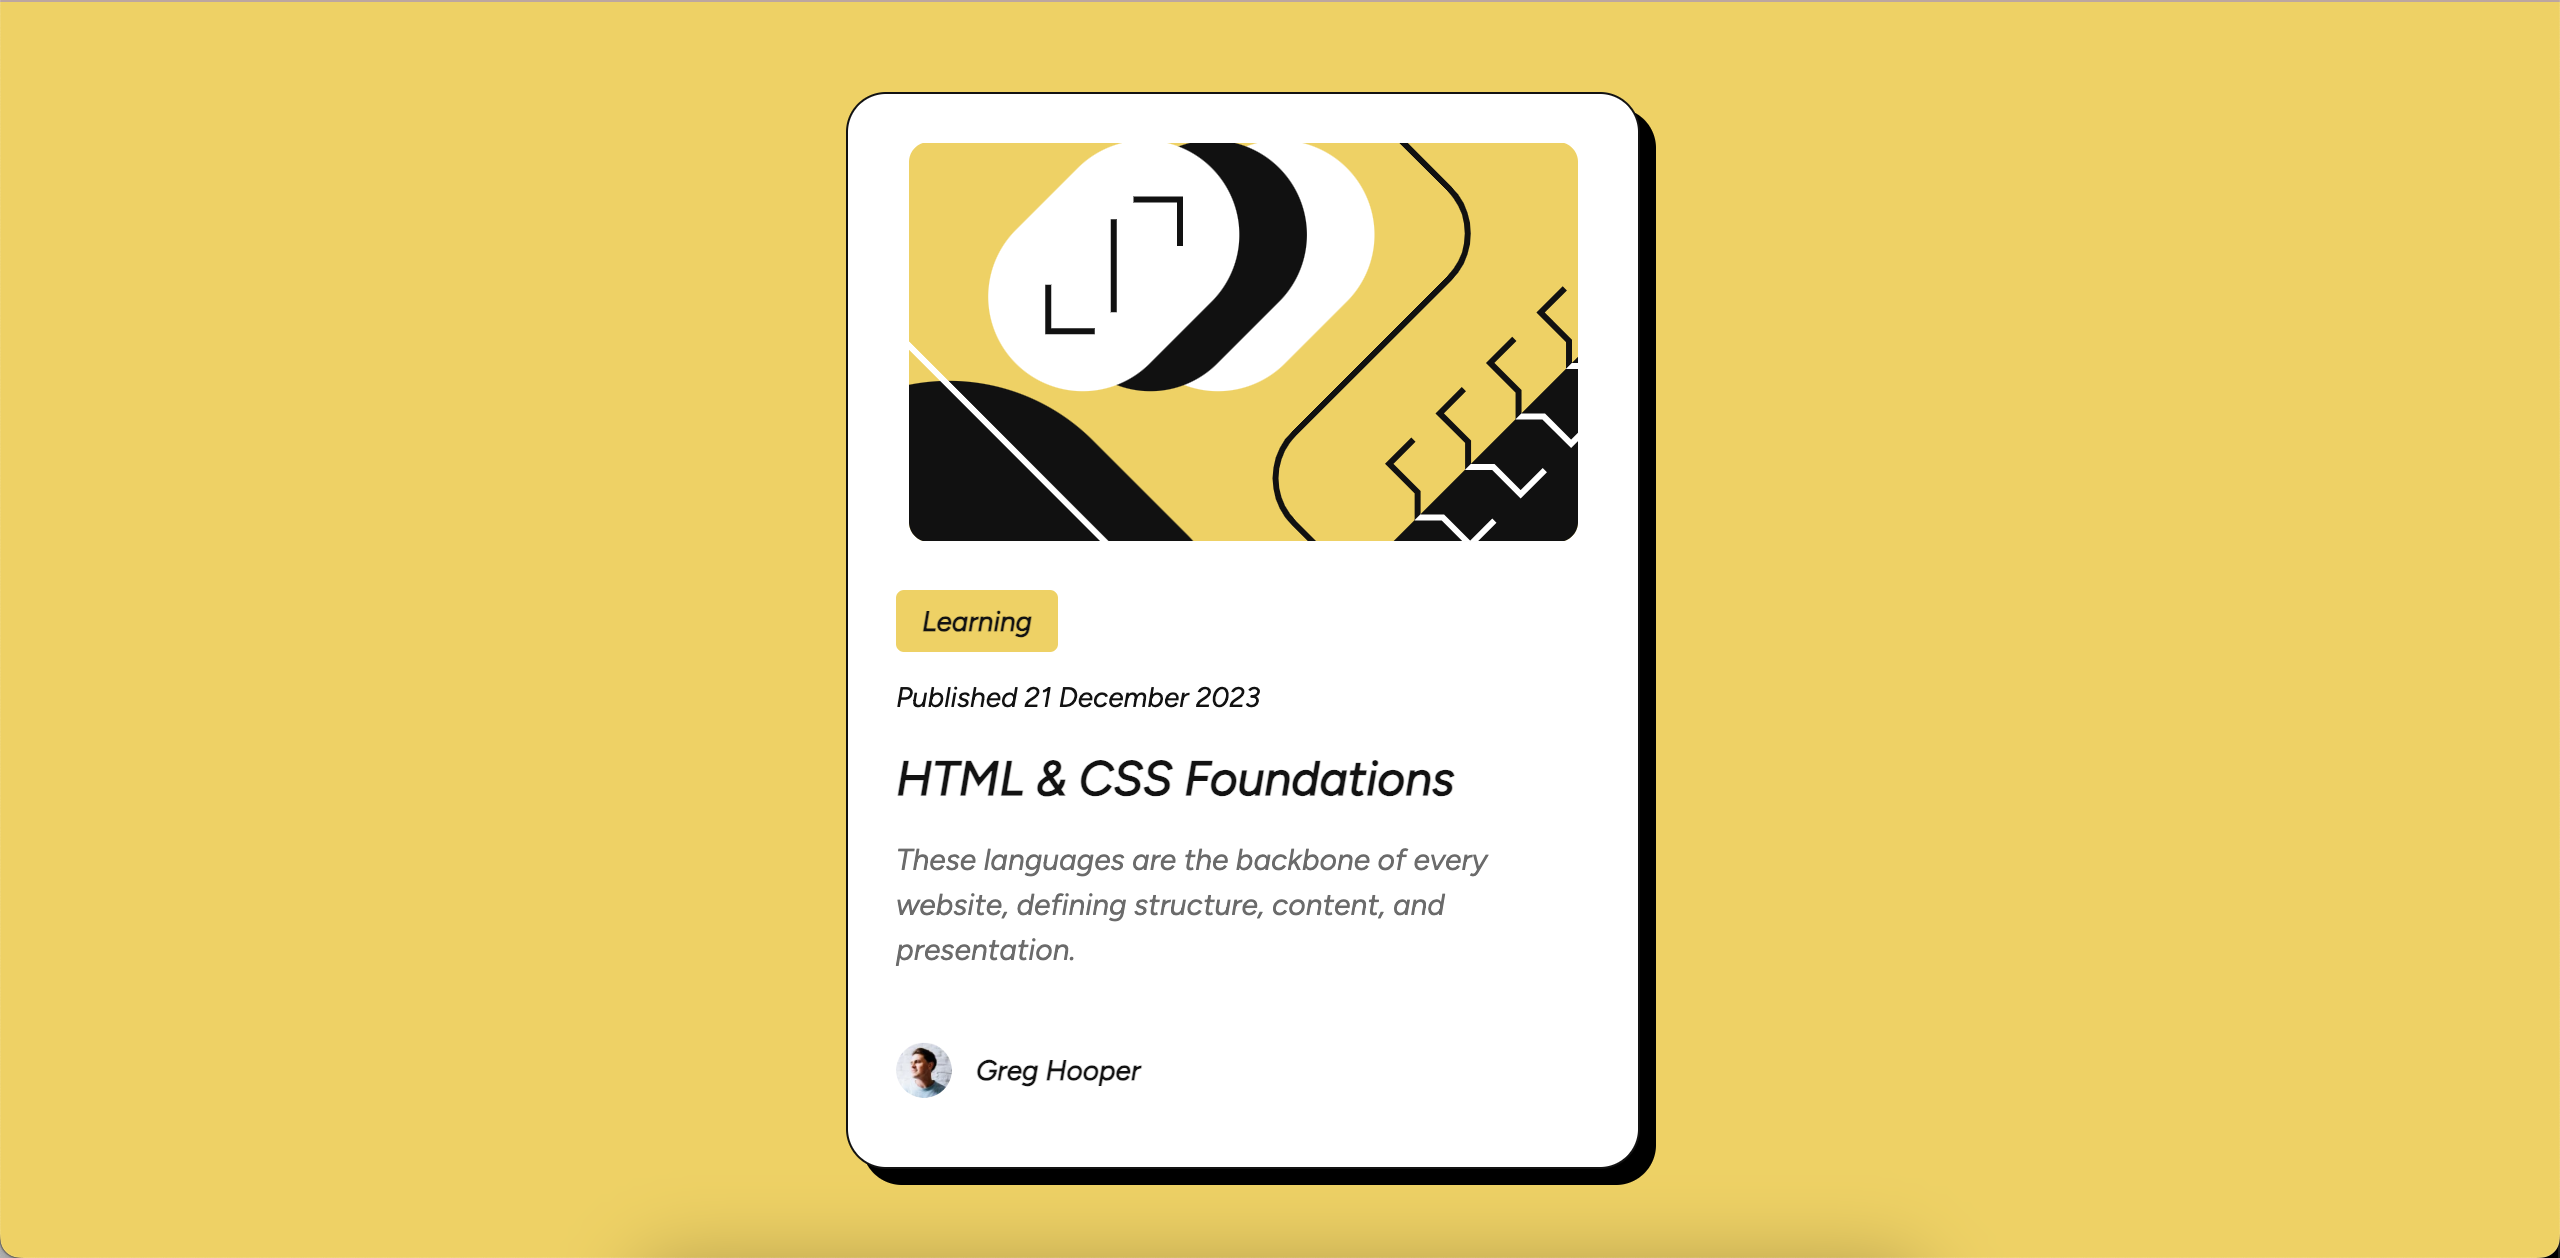 Learning
Published 21 December 2023
HTML & CSS Foundations
These languages are the backbone of every
website, defining structure, content, and
presentation.
Greg Hooper